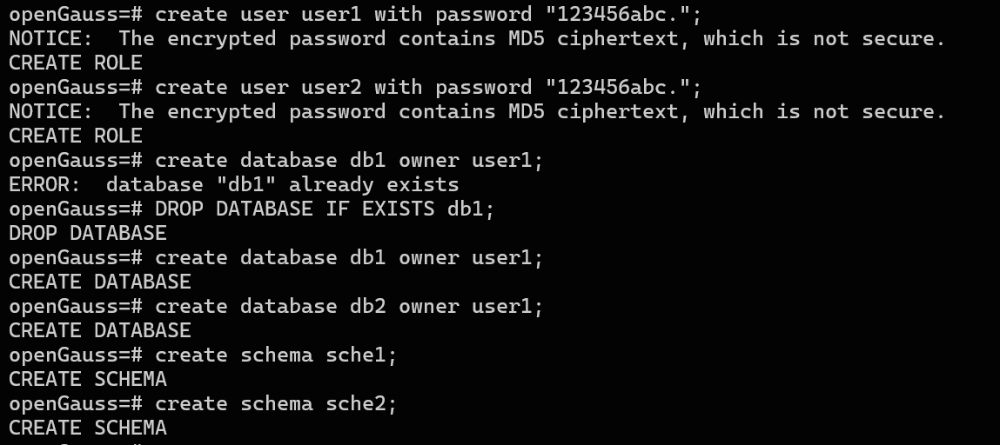 openGauss=# create user user1 with password "123456abc.";
NOTICE:  The encrypted password contains MD5 ciphertext, which is not secure.
CREATE ROLE
openGauss=# create user user2 with password "123456abc.";
NOTICE:  The encrypted password contains MD5 ciphertext, which is not secure.
CREATE ROLE
openGauss=# create database db1 owner user1;
ERROR:  database "db1" already exists
openGauss=# DROP DATABASE IF EXISTS db1;
DROP DATABASE
openGauss=# create database db1 owner user1;
CREATE DATABASE
openGauss=# create database db2 owner user1;
CREATE DATABASE
openGauss=# create schema sche1;
CREATE SCHEMA
openGauss=# create schema sche2;
CREATE SCHEMA